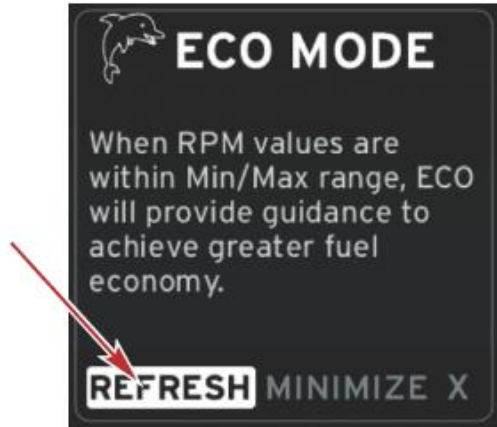 ECO MODE
When RPM values are
within Min/Max range, ECO
will provide guidance to
achieve greater fuel
economy.
REFRESH MINIMIZE X